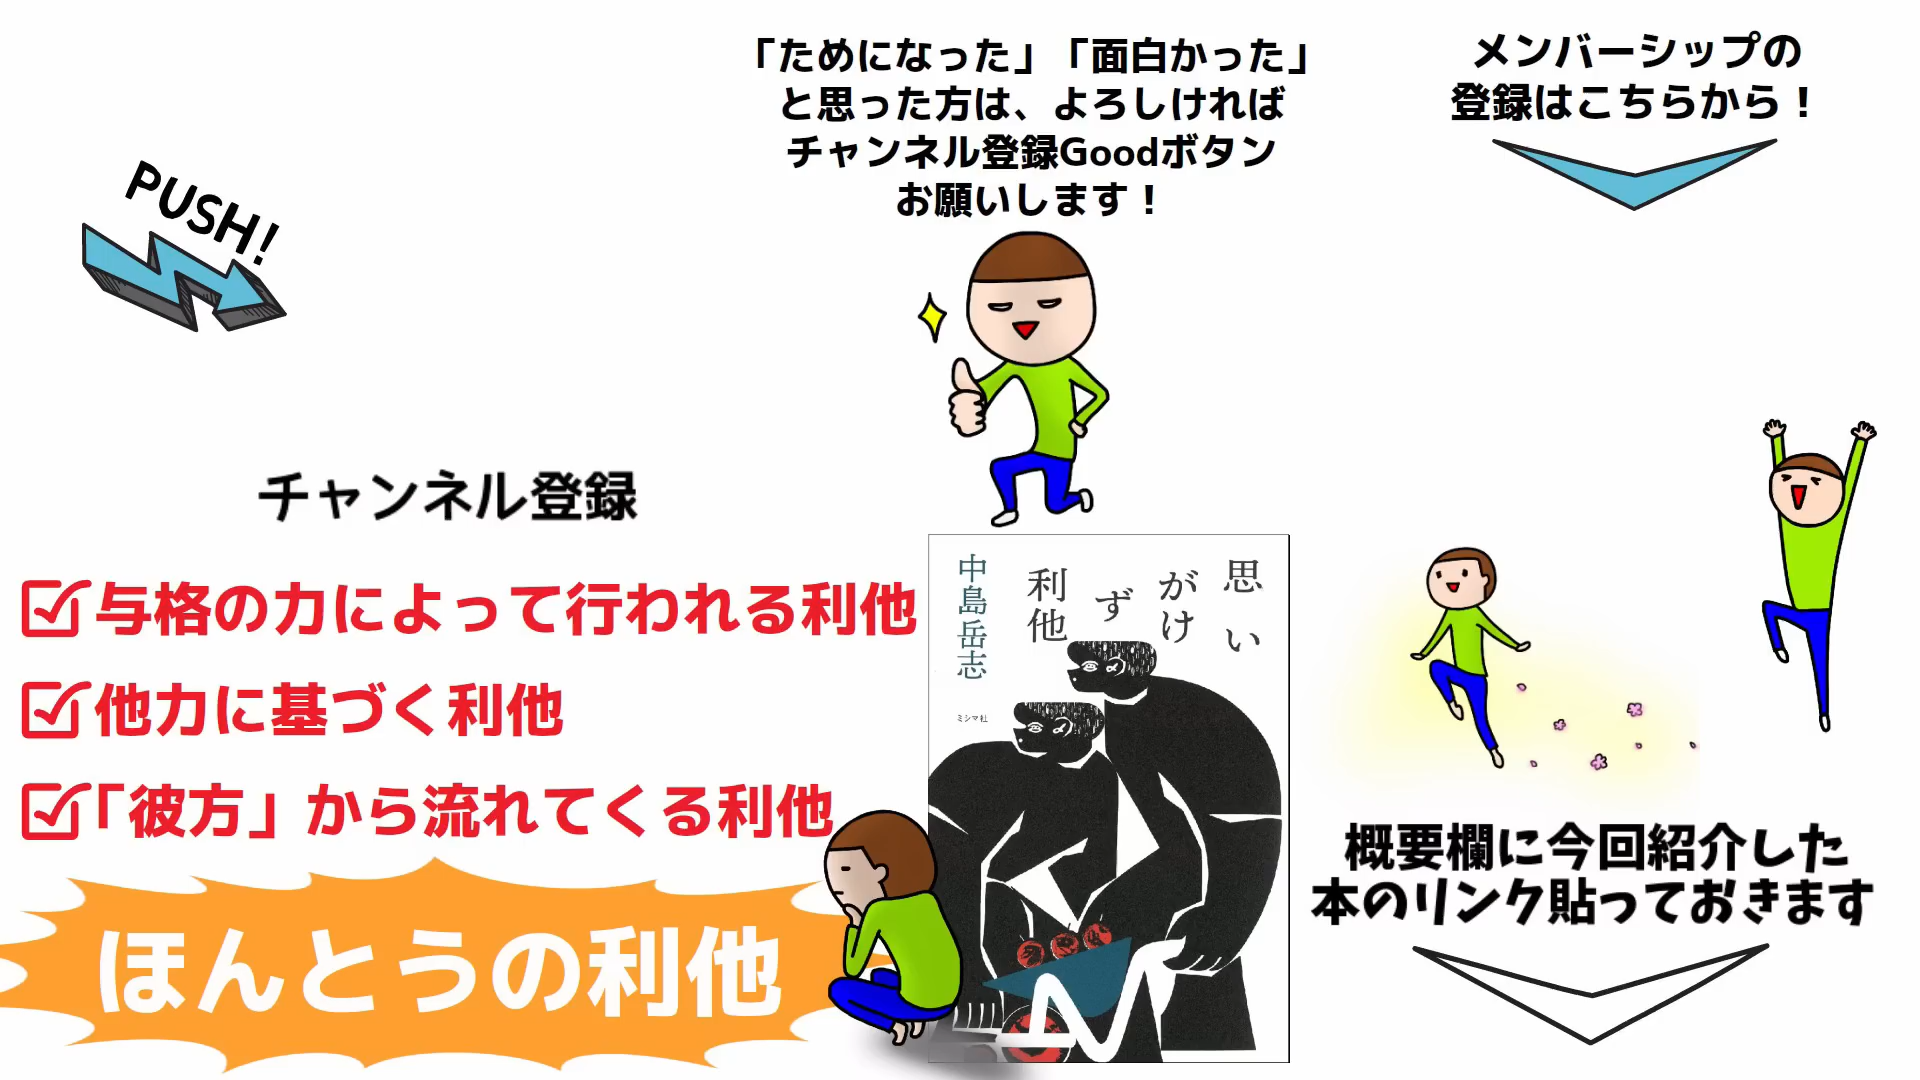 「ためになった」「面白かった」
と思った方は、よろしければ
チャンネル登録Goodボタン
お願いします！
メンバーシップの
登録はこちらから！
PUSH!
チャンネル登録
与格の力によって行われる利他
他力に基づく利他
「彼方」から流れてくる利他
ほんとうの利他
思い
がけ
ず
利他
中島岳志
ミシマ社
概要欄に今回紹介した
本のリンク貼っておきます